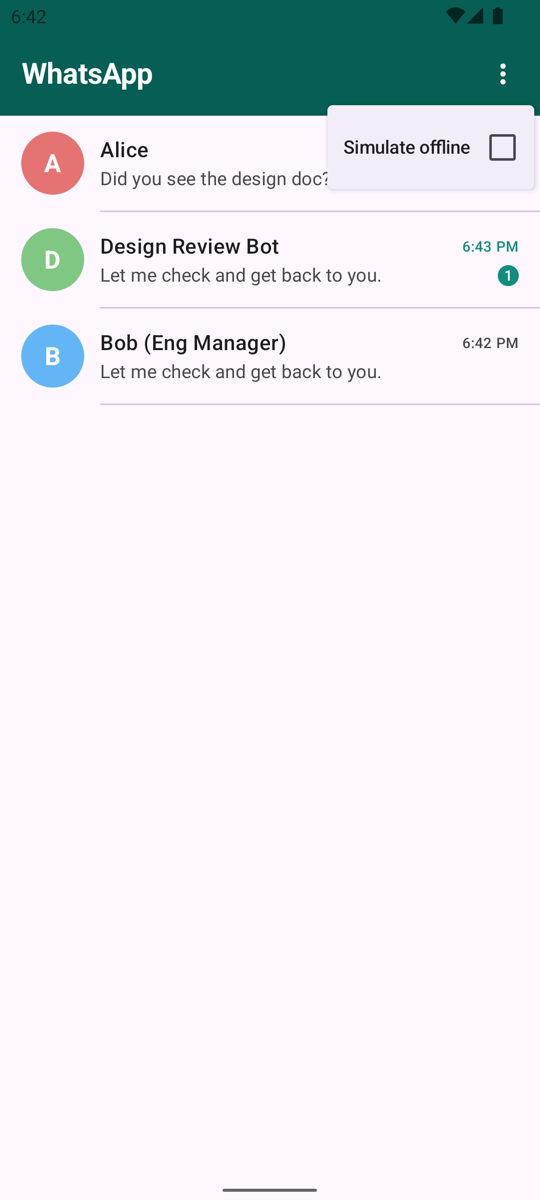 6:42
WhatsApp
Simulate offline
A
Alice
Did you see the design doc?
D
Design Review Bot
6:43 PM
Let me check and get back to you.
1
B
Bob (Eng Manager)
6:42 PM
Let me check and get back to you.